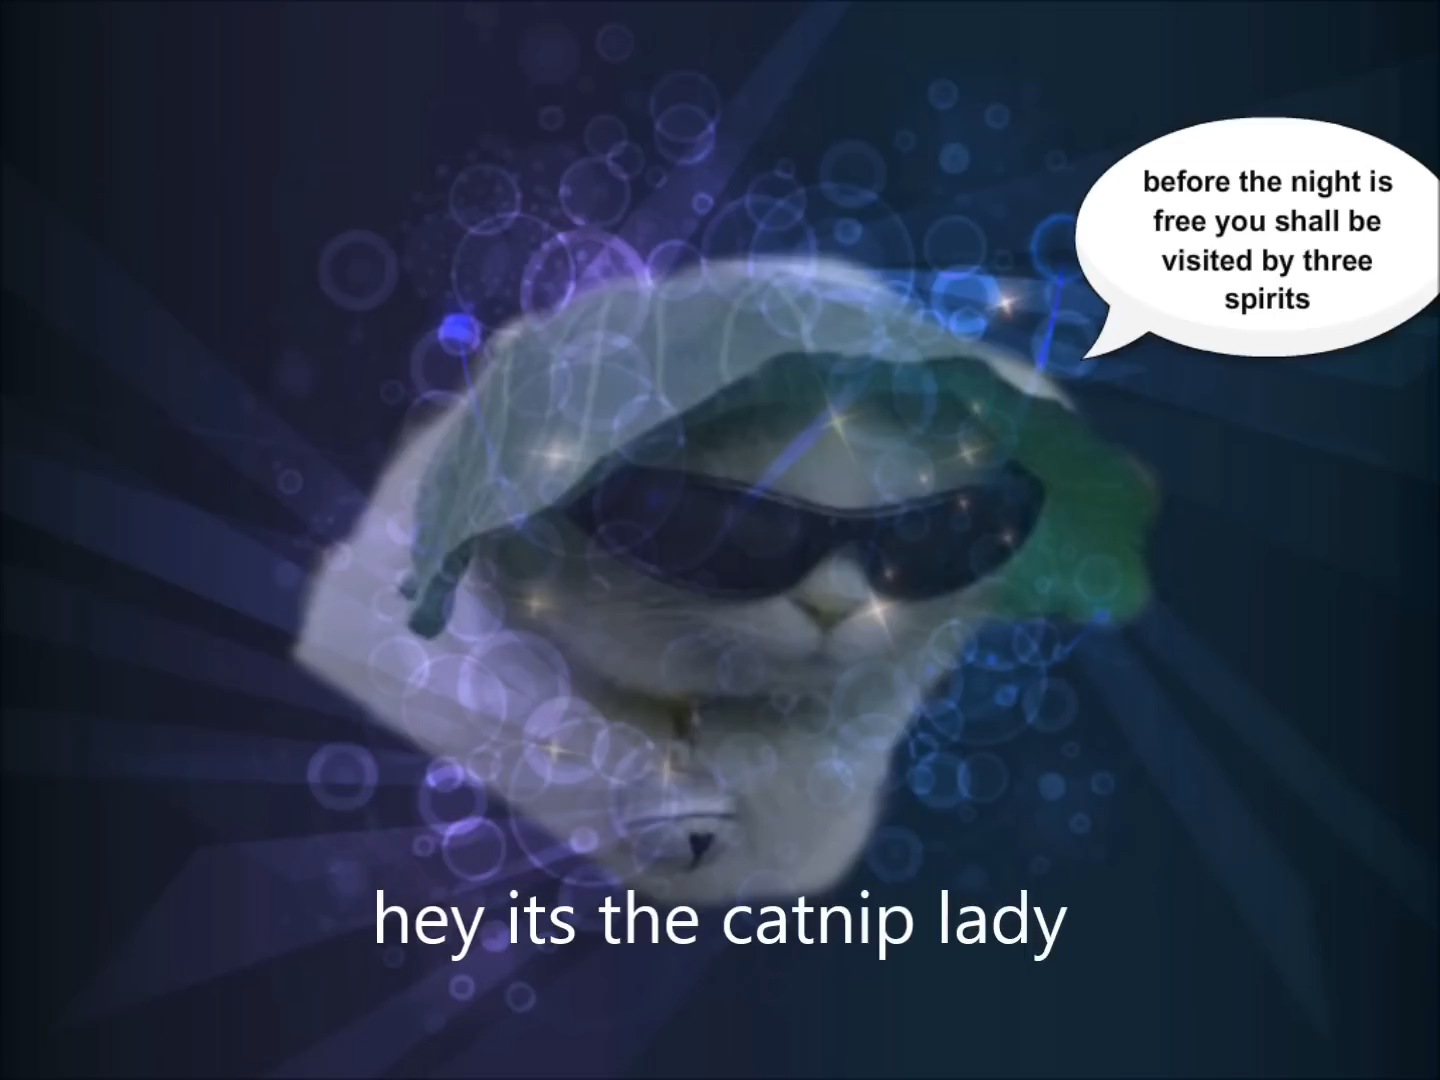 before the night is
free you shall be
visited by three
spirits
hey its the catnip lady